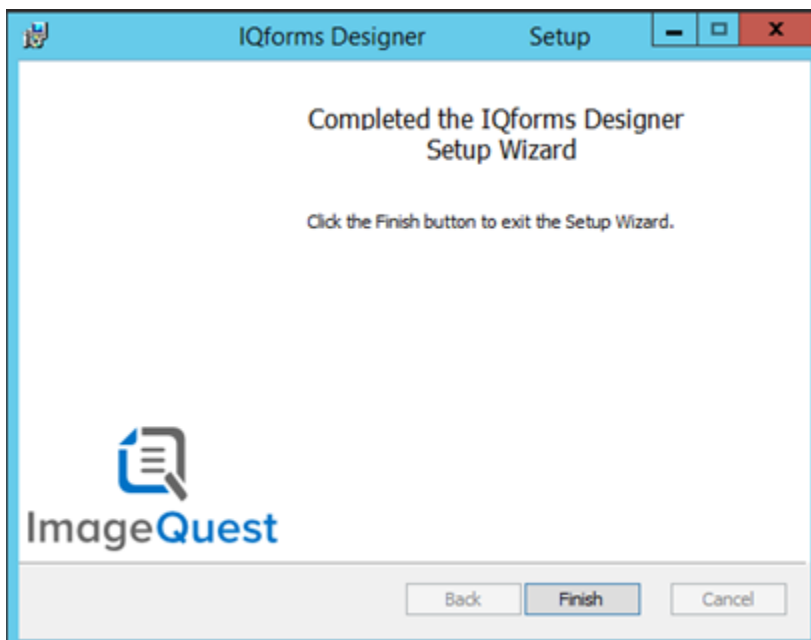 IQforms Designer Setup
Completed the IQforms Designer
Setup Wizard
Click the Finish button to exit the Setup Wizard.
ImageQuest
Back Finish Cancel